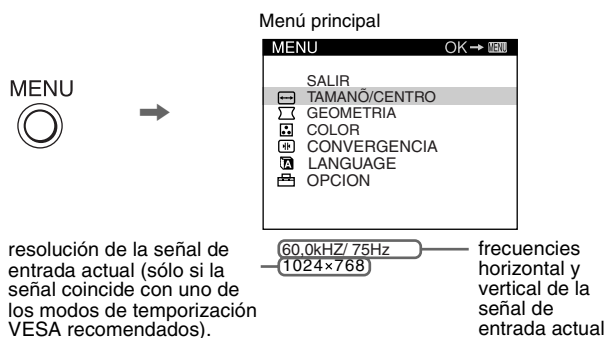 Menú principal
MENU OK→ MENU
MENU
SALIR
TAMANÕ/CENTRO
GEOMETRIA
COLOR
CONVERGENCIA
LANGUAGE
OPCION
60,0kHZ/ 75Hz
1024×768
resolución de la señal de
entrada actual (sólo si la
señal coincide con uno de
los modos de temporización
VESA recomendados).
frecuencies
horizontal y
vertical de la
señal de
entrada actual